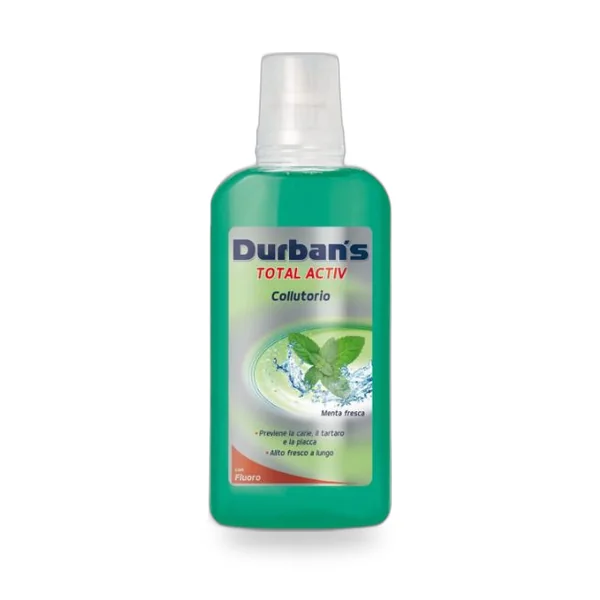 Durban's
TOTAL ACTIV
Collutorio
Menta fresca
• Previene la carie, il tartaro
e la placca
• Alito fresco a lungo
con
Fluoro